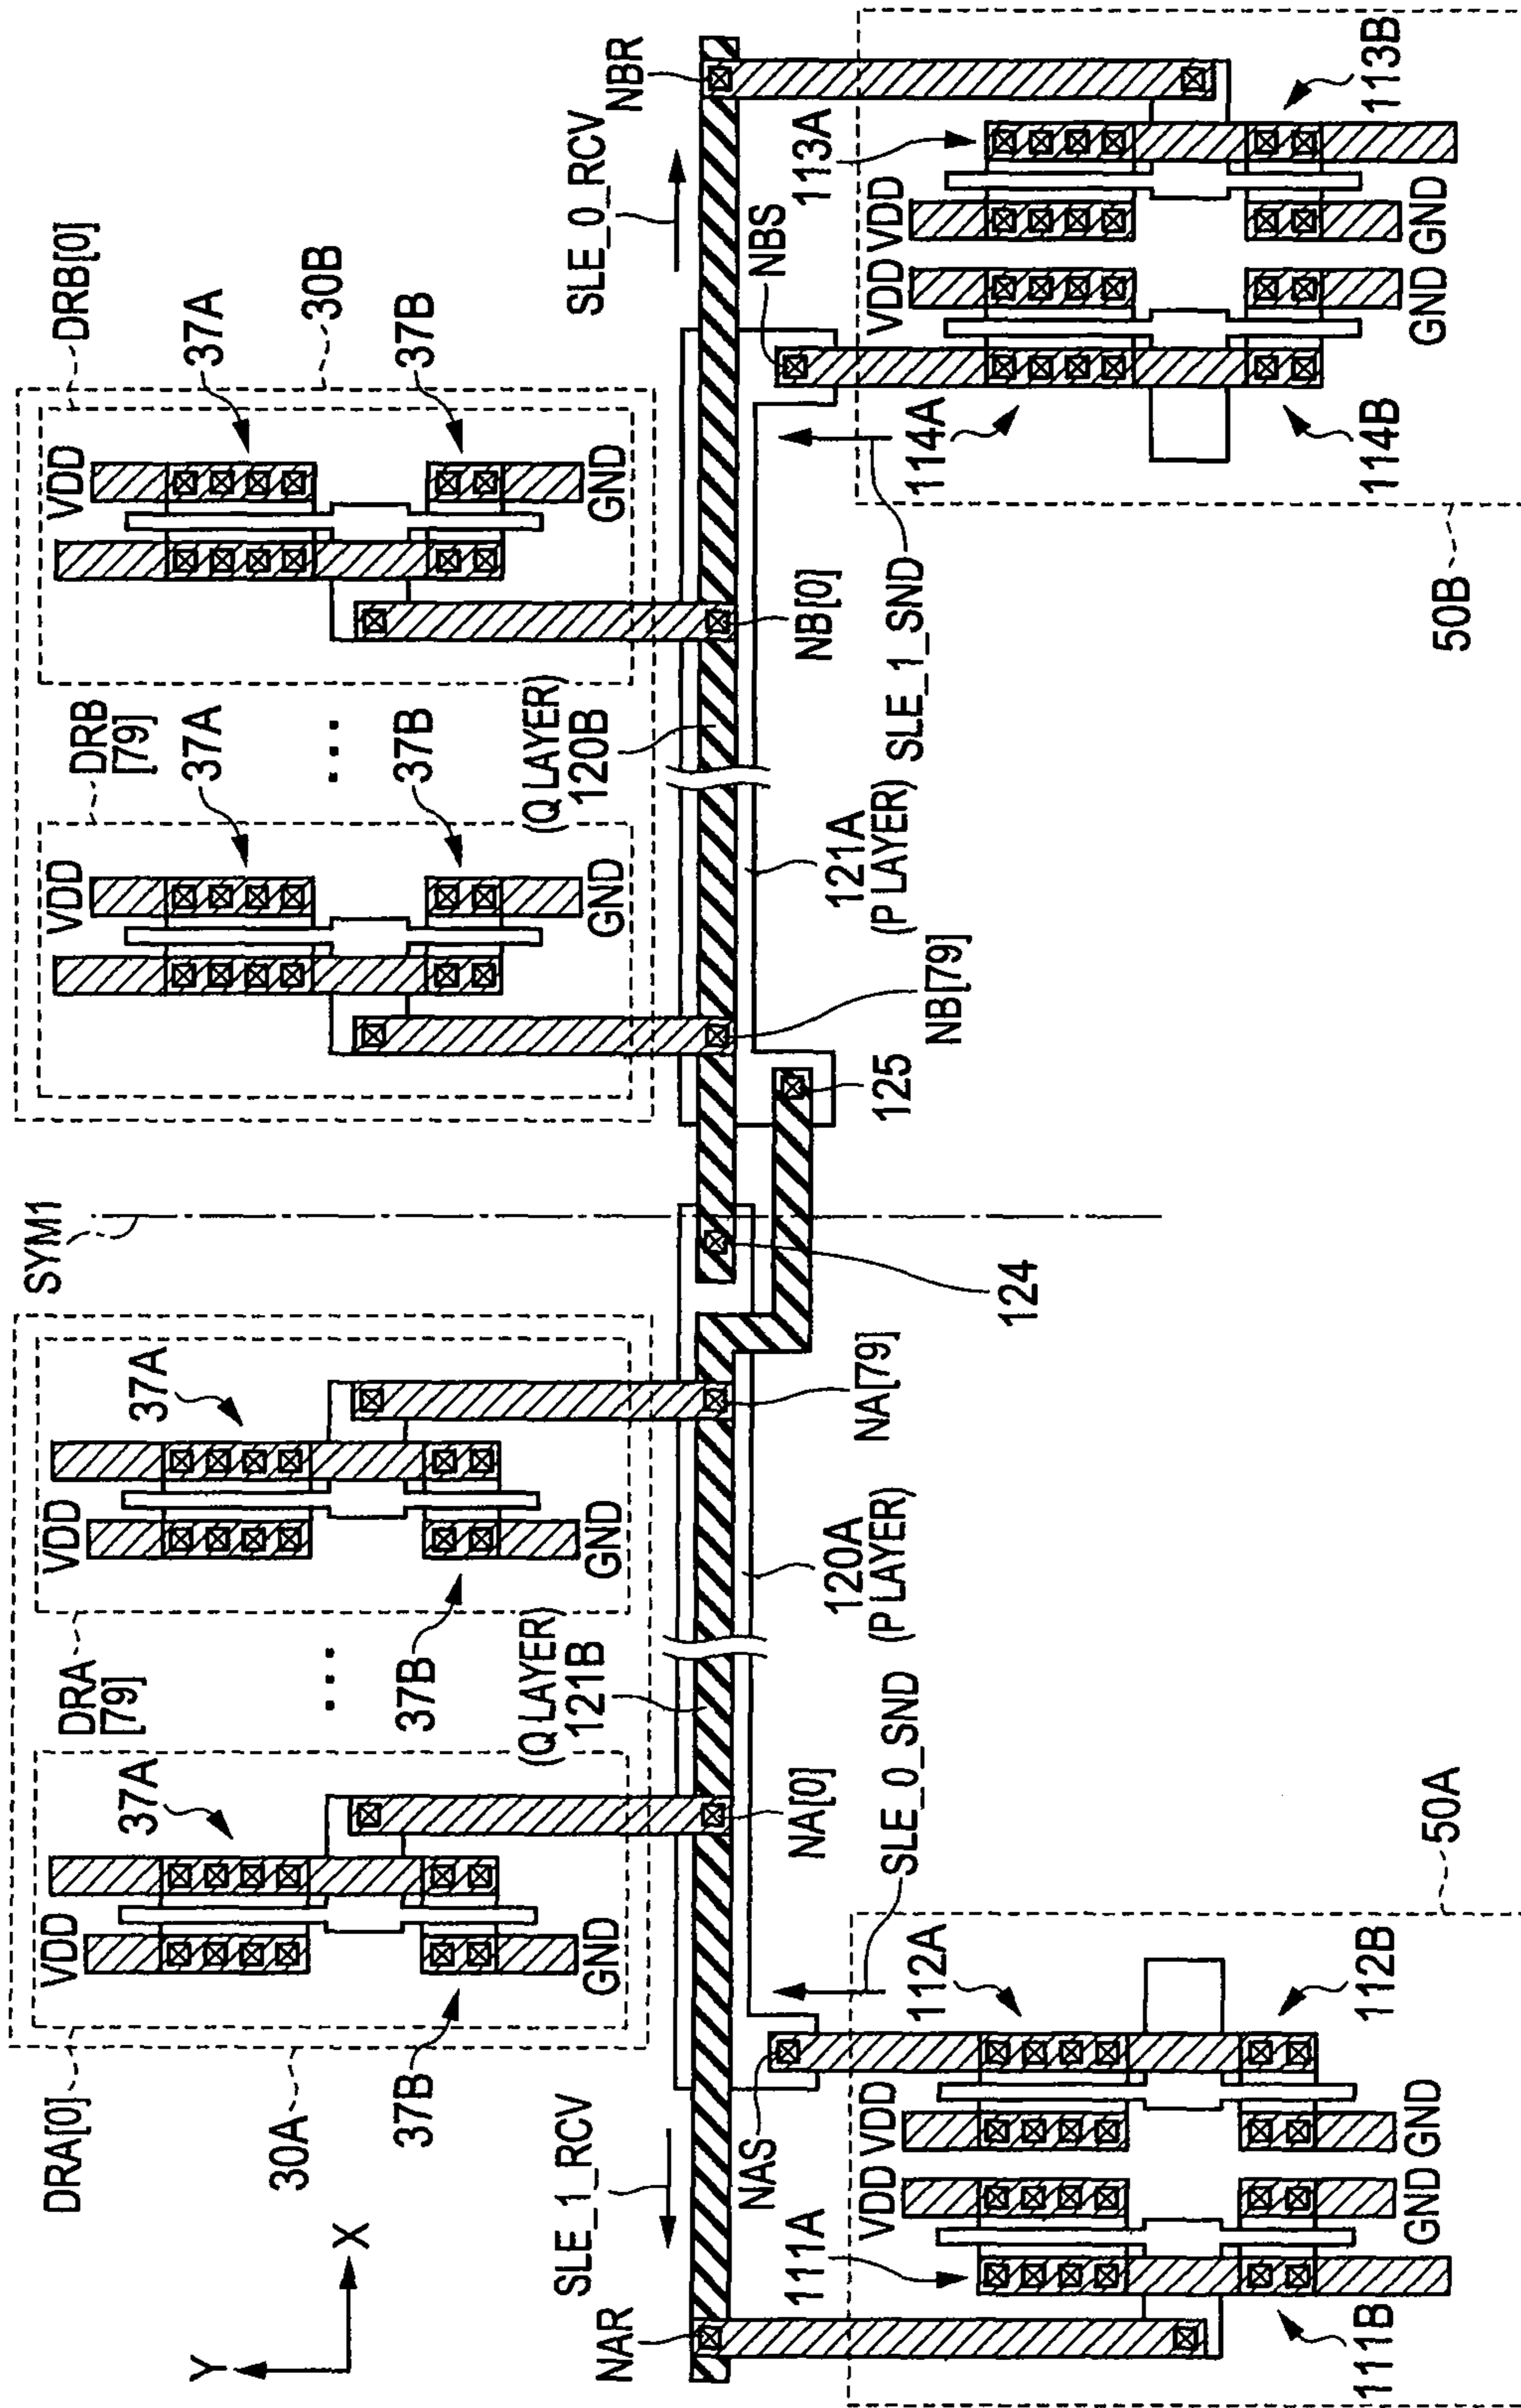 DRA[0]
30A
VDD
37A
37B
GND
DRA
[79]
...
VDD
37A
37B
GND
(Q LAYER)
121B
SYM1
DRB
[79]
VDD
37A
37B
GND
...
(Q LAYER)
120B
DRB[0]
30B
VDD
37A
37B
GND
Y
X
SLE_1_RCV
NAR
NAS
NA[0]
SLE_0_SND
120A
(P LAYER)
NA[79]
124
125
NB[79]
121A
(P LAYER)
NB[0]
SLE_1_SND
NBS
SLE_0_RCV
NBR
111A
111B
VDD
VDD
GND
GND
112A
112B
50A
50B
114A
114B
VDD
VDD
GND
GND
113A
113B